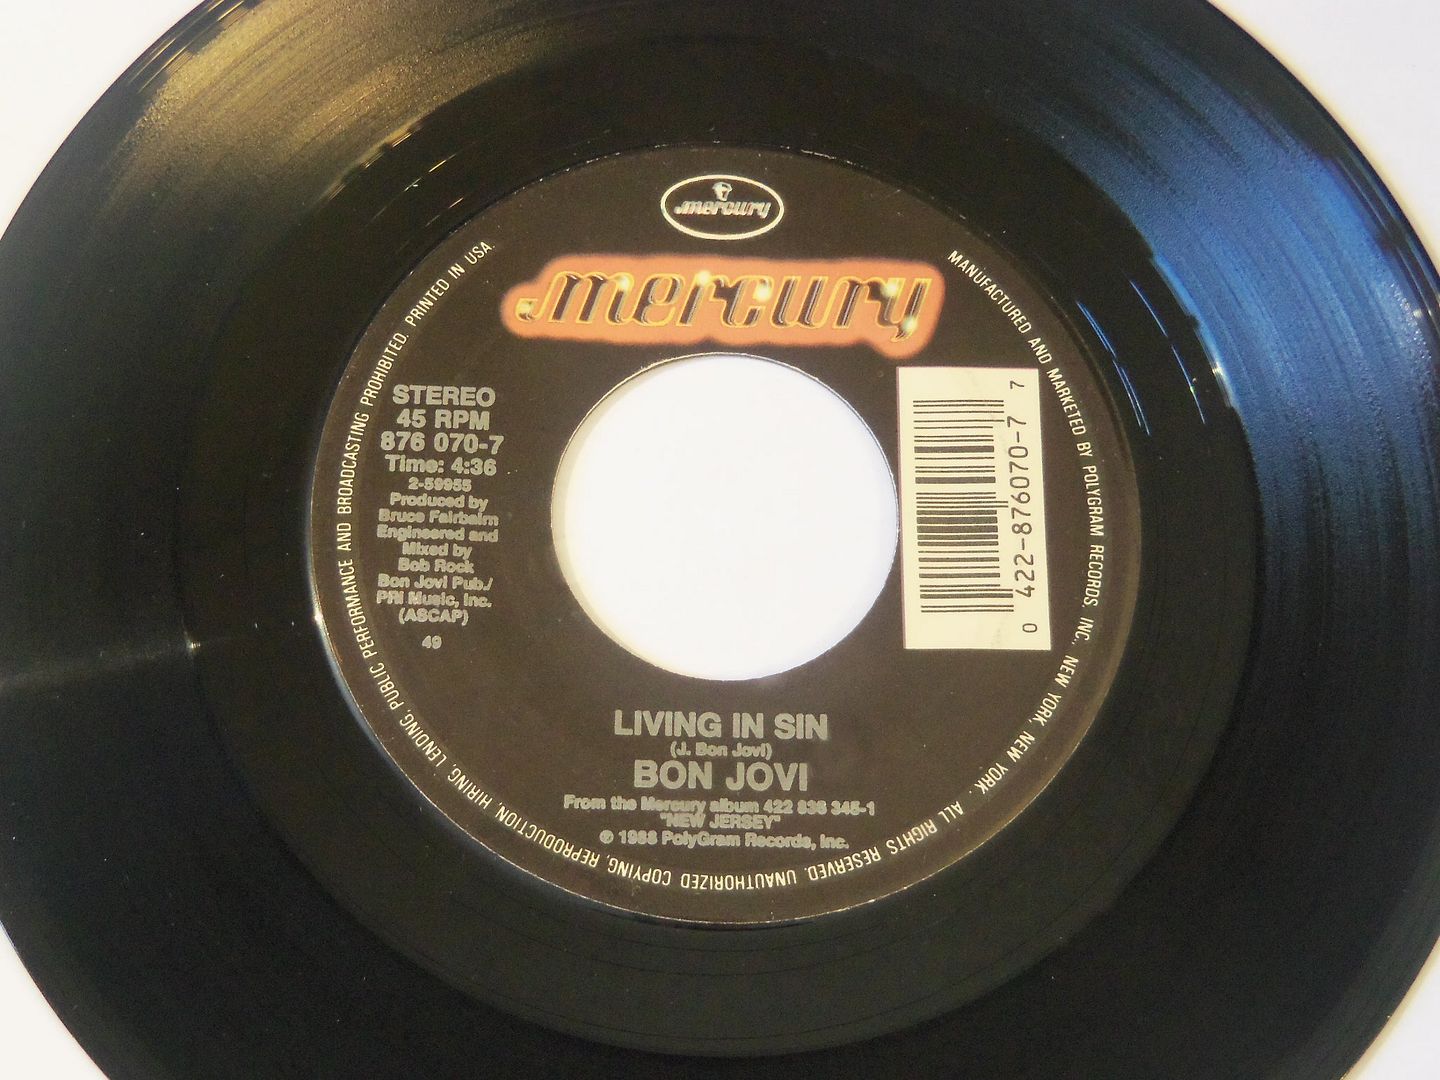 mercury
mercury
STEREO
45 RPM
876 070-7
Time: 4:36
2-59955
Produced by
Bruce Fairbairn
Engineered and
Mixed by
Bob Rock
Bon Jovi Pub./
PRI Music, Inc.
(ASCAP)
49
0 422-876070-7 7
LIVING IN SIN
(J. Bon Jovi)
BON JOVI
From the Mercury album 422 836 345-1
"NEW JERSEY"
℗ 1988 PolyGram Records, Inc.
MANUFACTURED AND MARKETED BY POLYGRAM RECORDS, INC., NEW YORK, NEW YORK. ALL RIGHTS RESERVED. UNAUTHORIZED COPYING, REPRODUCTION, HIRING, LENDING, PUBLIC PERFORMANCE AND BROADCASTING PROHIBITED. PRINTED IN USA.